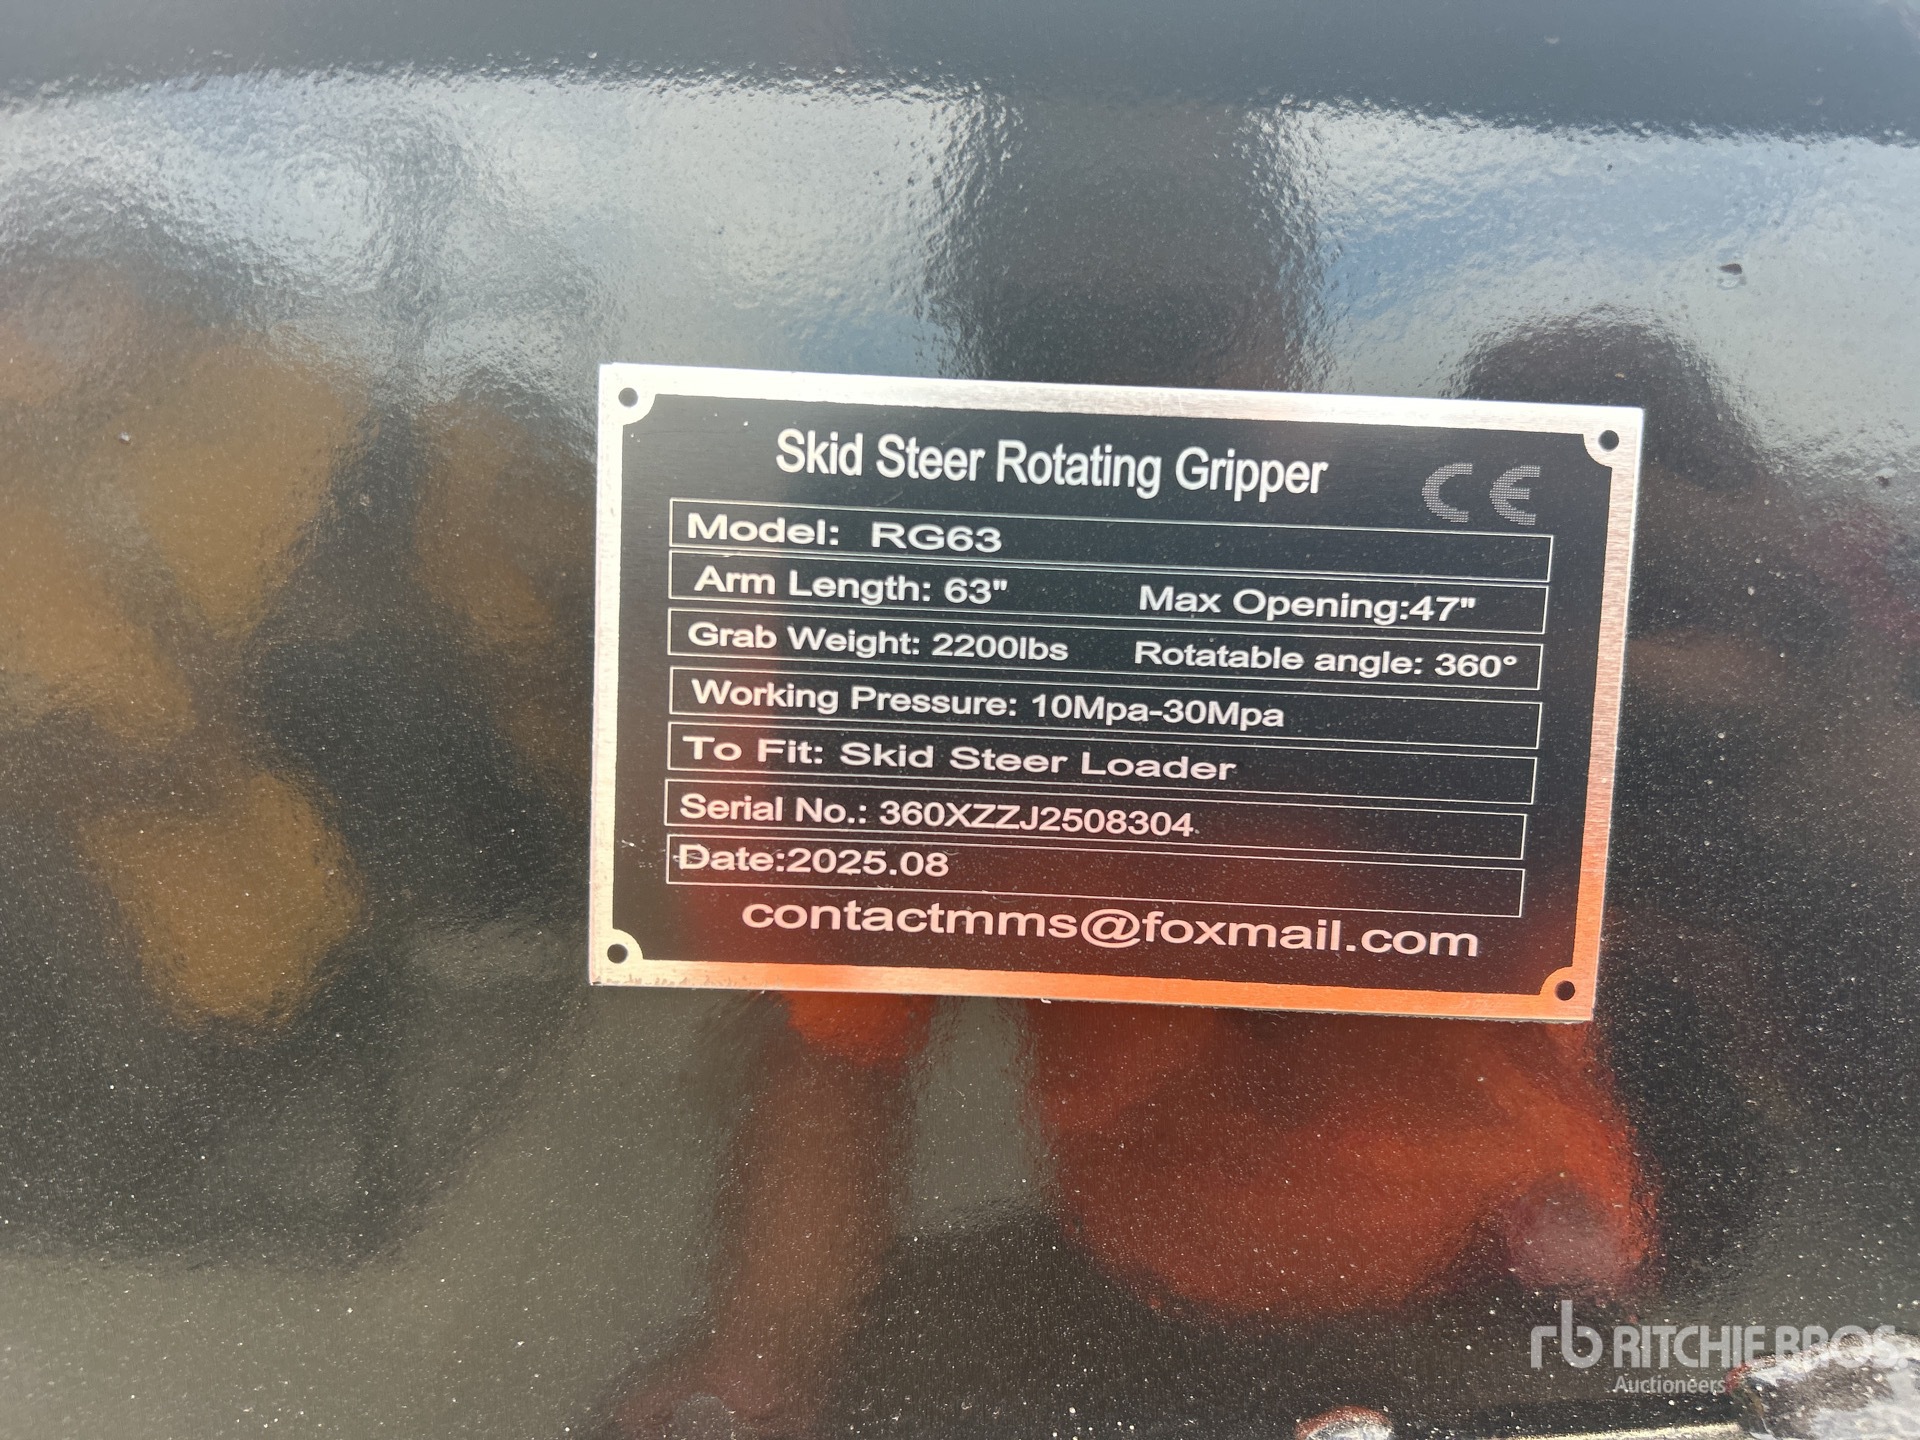 Skid Steer Rotating Gripper CE
Model: RG63
Arm Length: 63" Max Opening:47"
Grab Weight: 2200lbs Rotatable angle: 360°
Working Pressure: 10Mpa-30Mpa
To Fit: Skid Steer Loader
Serial No.: 360XZZJ2508304
Date:2025.08
contactmms@foxmail.com
rb RITCHIE BROS
Auctioneers